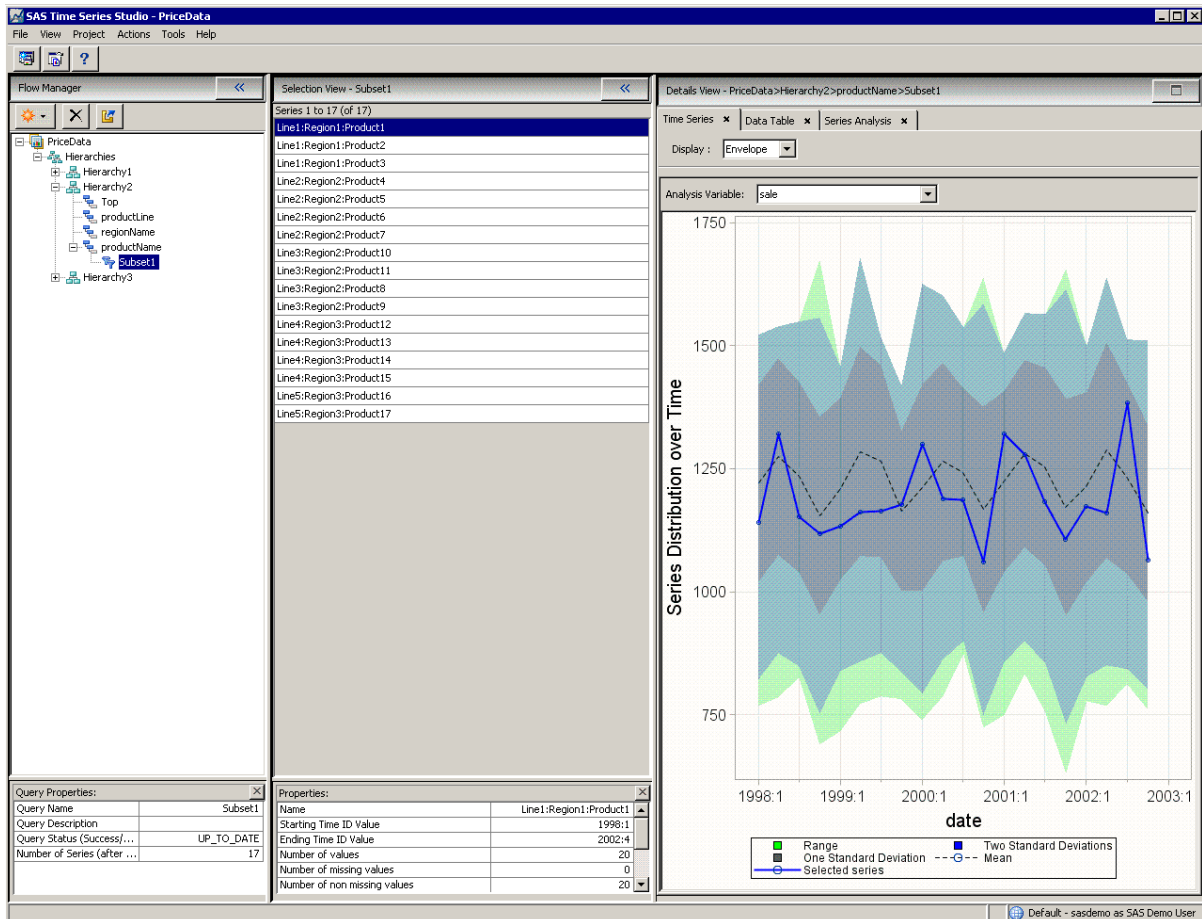 SAS Time Series Studio - PriceData
File View Project Actions Tools Help
?
Flow Manager
PriceData
Hierarchies
Hierarchy1
Hierarchy2
Top
productLine
regionName
productName
Subset1
Hierarchy3
Query Properties:
Query Name Subset1
Query Description
Query Status (Success/... UP_TO_DATE
Number of Series (after ... 17
Selection View - Subset1
Series 1 to 17 (of 17)
Line1:Region1:Product1
Line1:Region1:Product2
Line1:Region1:Product3
Line2:Region2:Product4
Line2:Region2:Product5
Line2:Region2:Product6
Line2:Region2:Product7
Line3:Region2:Product10
Line3:Region2:Product11
Line3:Region2:Product8
Line3:Region2:Product9
Line4:Region3:Product12
Line4:Region3:Product13
Line4:Region3:Product14
Line4:Region3:Product15
Line5:Region3:Product16
Line5:Region3:Product17
Properties:
Name Line1:Region1:Product1
Starting Time ID Value 1998:1
Ending Time ID Value 2002:4
Number of values 20
Number of missing values 0
Number of non missing values 20
Details View - PriceData>Hierarchy2>productName>Subset1
Time Series Data Table Series Analysis
Display : Envelope
Analysis Variable: sale
Series Distribution over Time
1750
1500
1250
1000
750
1998:1 1999:1 2000:1 2001:1 2002:1 2003:1
date
Range Two Standard Deviations
One Standard Deviation Mean
Selected series
Default - sasdemo as SAS Demo User